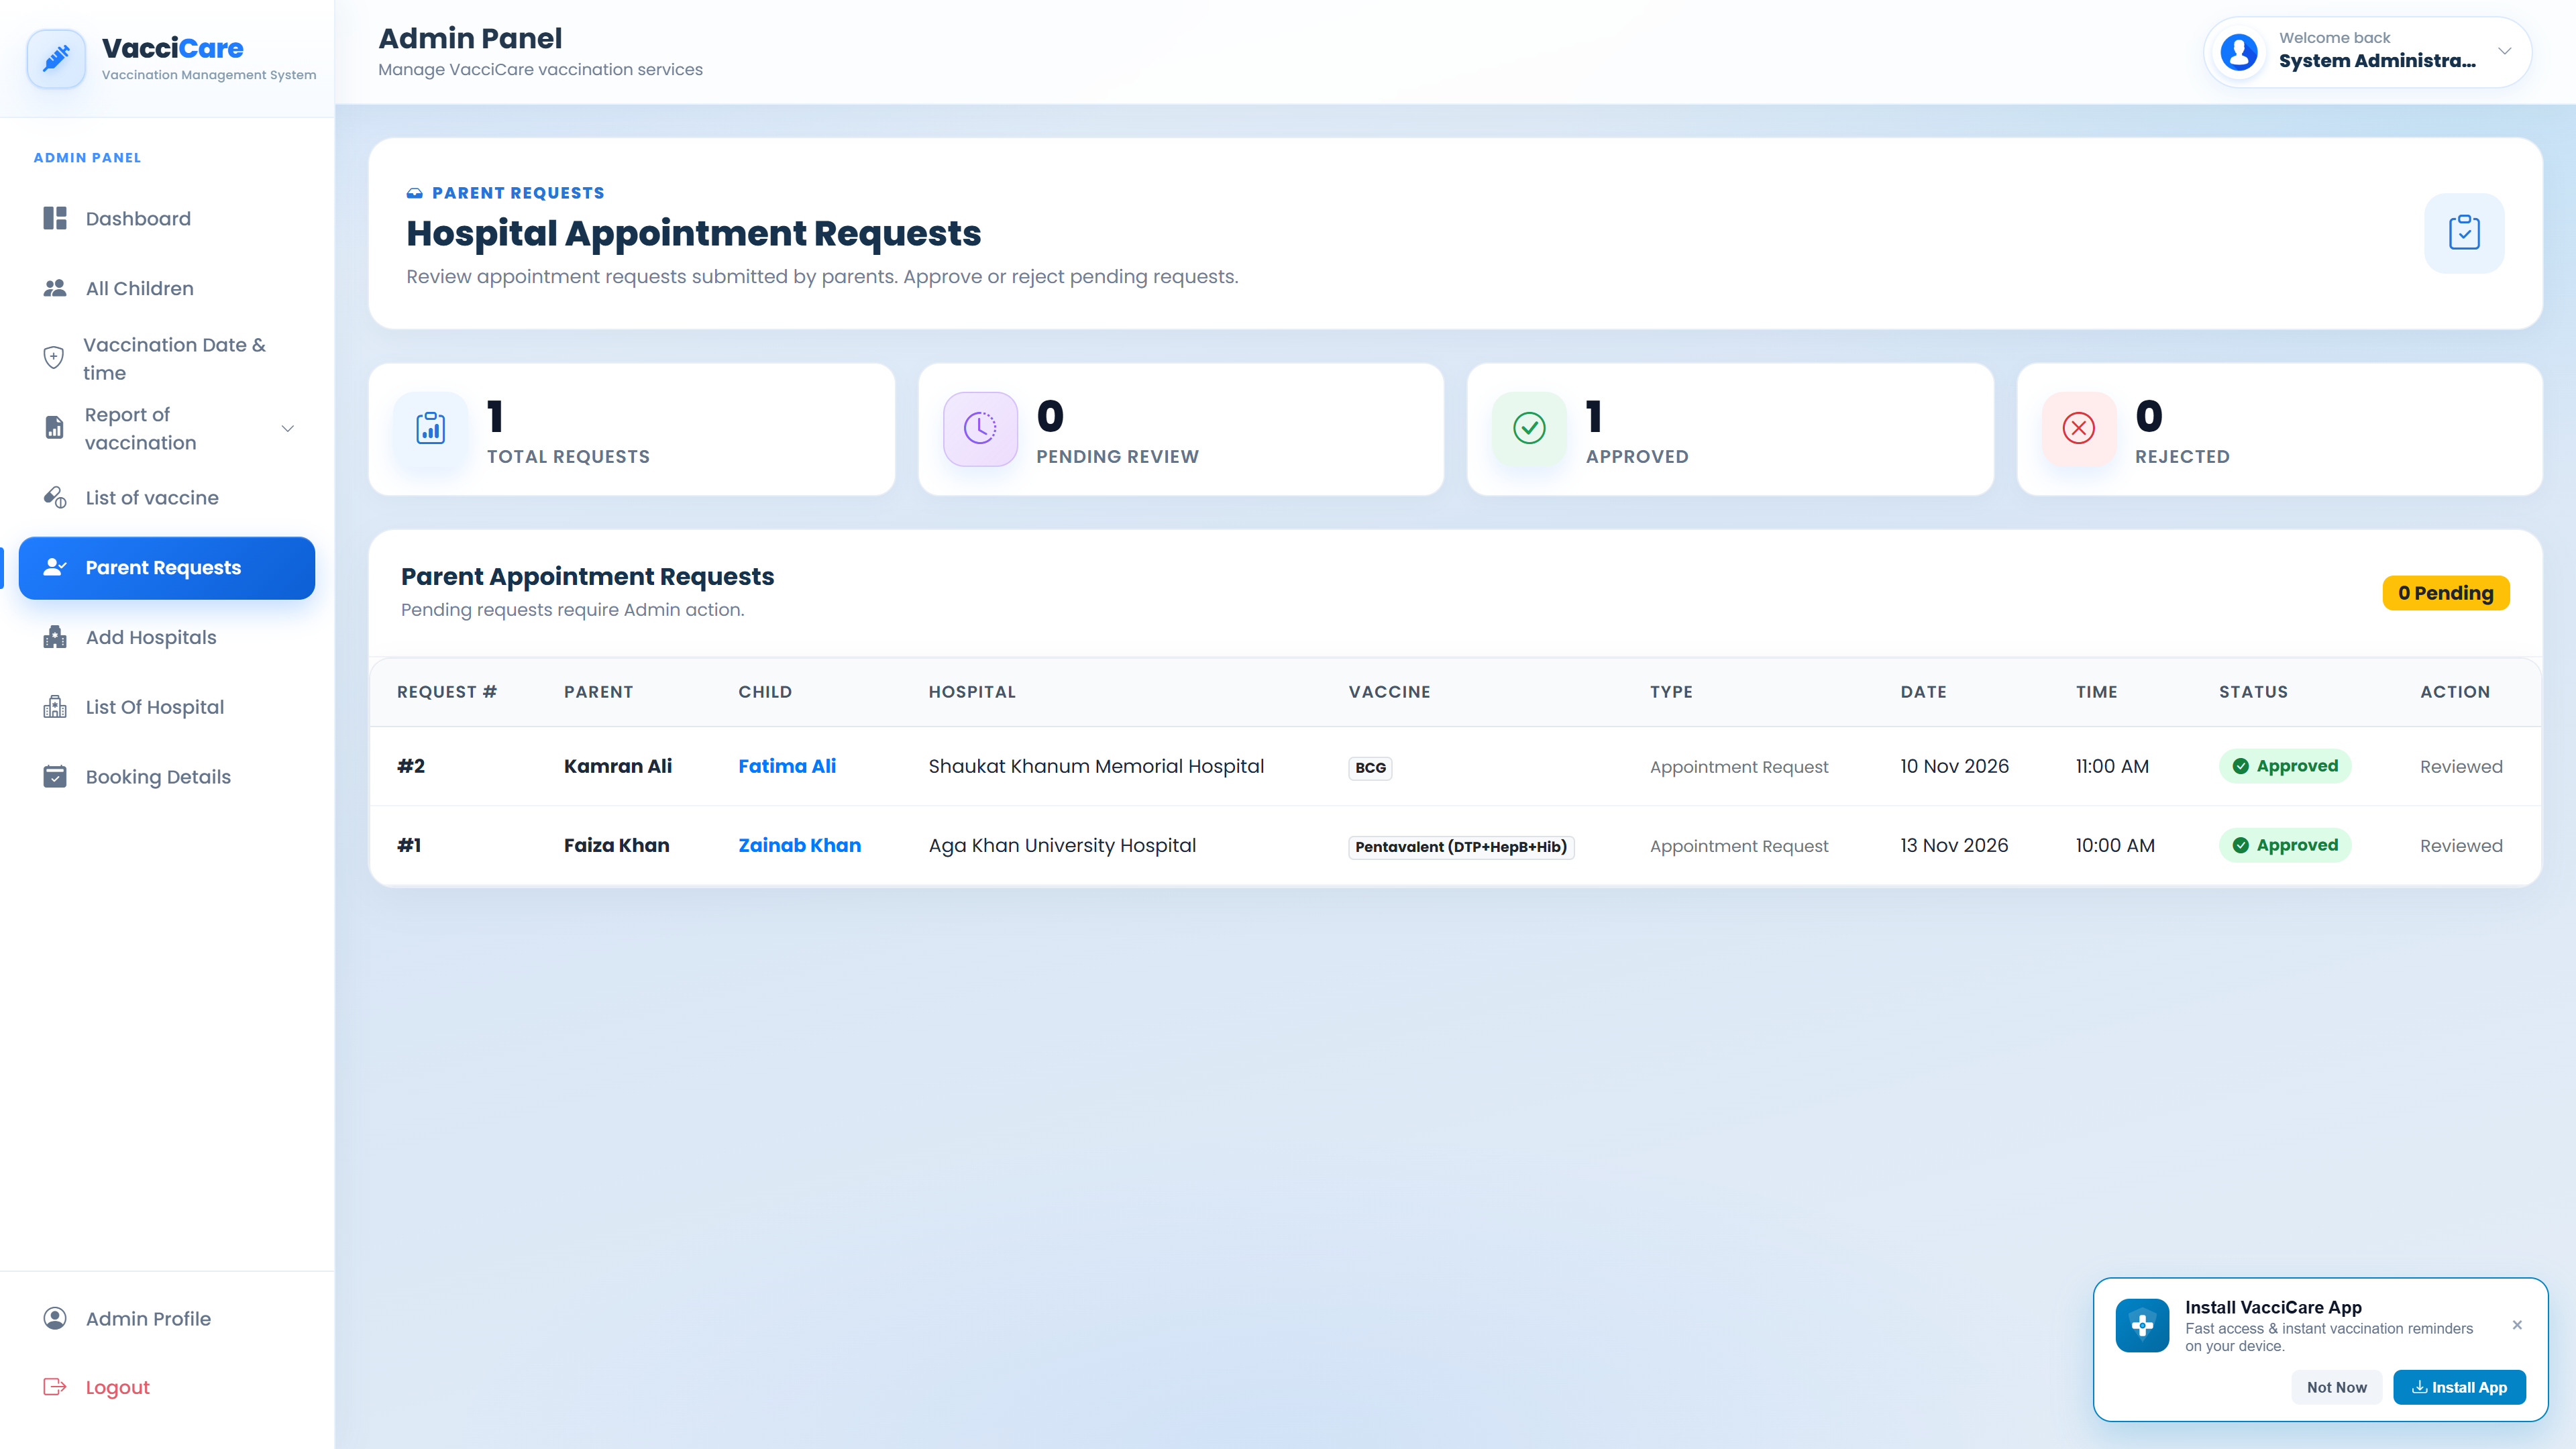 VacciCare
Vaccination Management System
ADMIN PANEL
Dashboard
All Children
Vaccination Date &
time
Report of
vaccination
List of vaccine
Parent Requests
Add Hospitals
List Of Hospital
Booking Details
Admin Profile
Logout
Admin Panel
Manage VacciCare vaccination services
Welcome back
System Administra...
PARENT REQUESTS
Hospital Appointment Requests
Review appointment requests submitted by parents. Approve or reject pending requests.
1
TOTAL REQUESTS
0
PENDING REVIEW
1
APPROVED
0
REJECTED
Parent Appointment Requests
Pending requests require Admin action.
0 Pending
REQUEST # PARENT CHILD HOSPITAL VACCINE TYPE DATE TIME STATUS ACTION
#2 Kamran Ali Fatima Ali Shaukat Khanum Memorial Hospital BCG Appointment Request 10 Nov 2026 11:00 AM Approved Reviewed
#1 Faiza Khan Zainab Khan Aga Khan University Hospital Pentavalent (DTP+HepB+Hib) Appointment Request 13 Nov 2026 10:00 AM Approved Reviewed
Install VacciCare App
Fast access & instant vaccination reminders
on your device.
Not Now
Install App